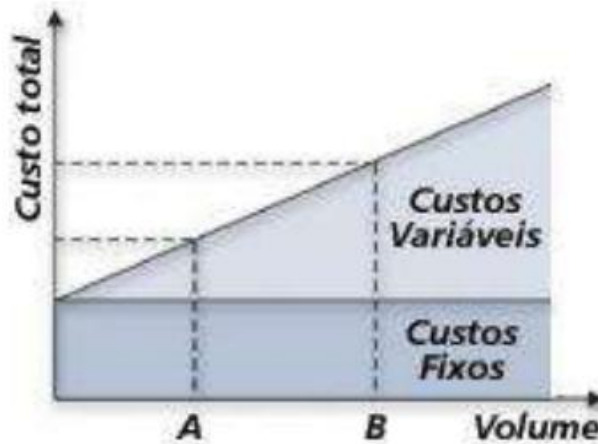 Custo total
Custos
Variáveis
Custos
Fixos
A
B
Volume